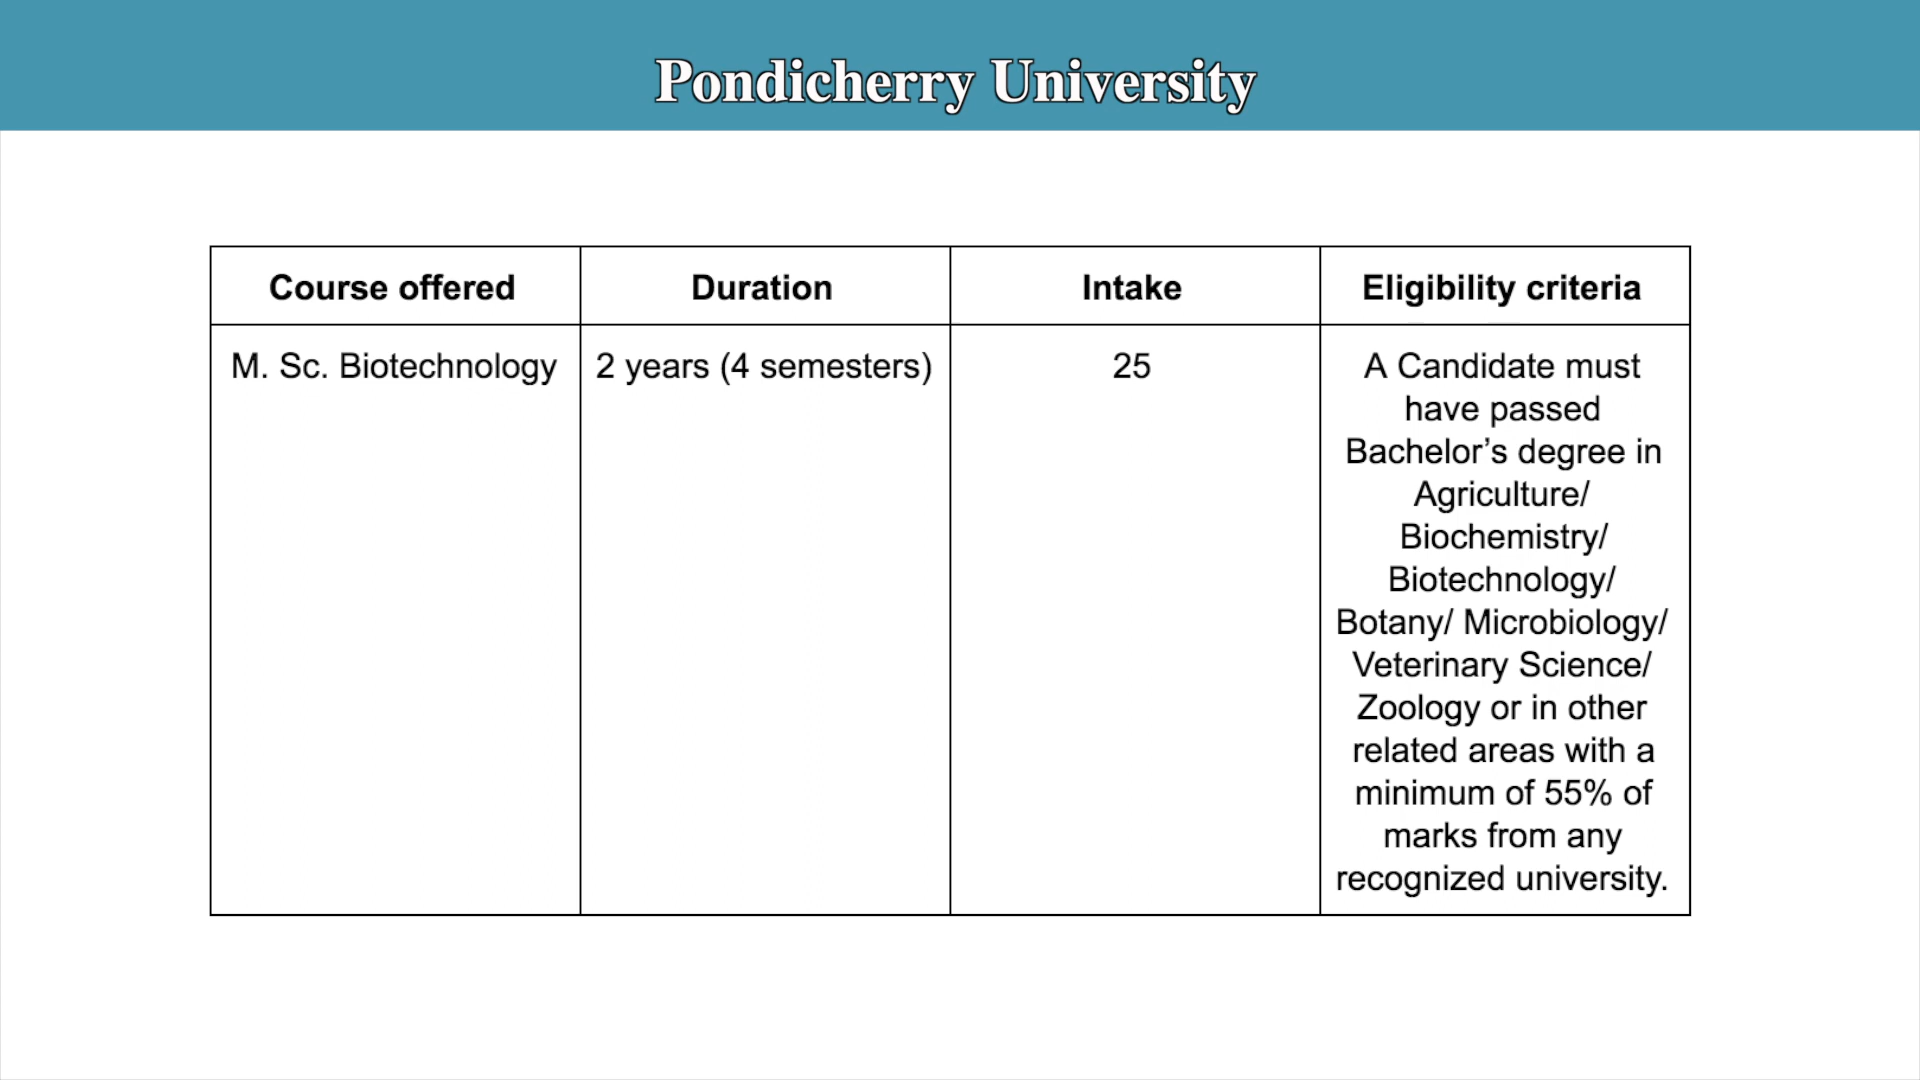 Pondicherry University
Course offered
Duration
Intake
Eligibility criteria
M. Sc. Biotechnology
2 years (4 semesters)
25
A Candidate must
have passed
Bachelor’s degree in
Agriculture/
Biochemistry/
Biotechnology/
Botany/ Microbiology/
Veterinary Science/
Zoology or in other
related areas with a
minimum of 55% of
marks from any
recognized university.